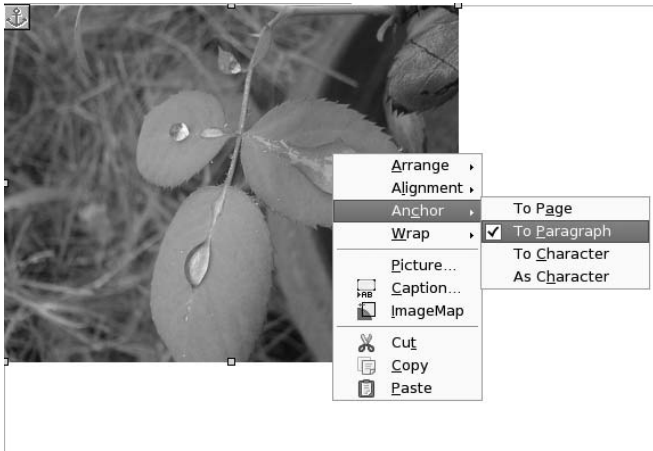 Arrange
Alignment
Anchor
Wrap
Picture...
Caption...
ImageMap
Cut
Copy
Paste
To Page
To Paragraph
To Character
As Character